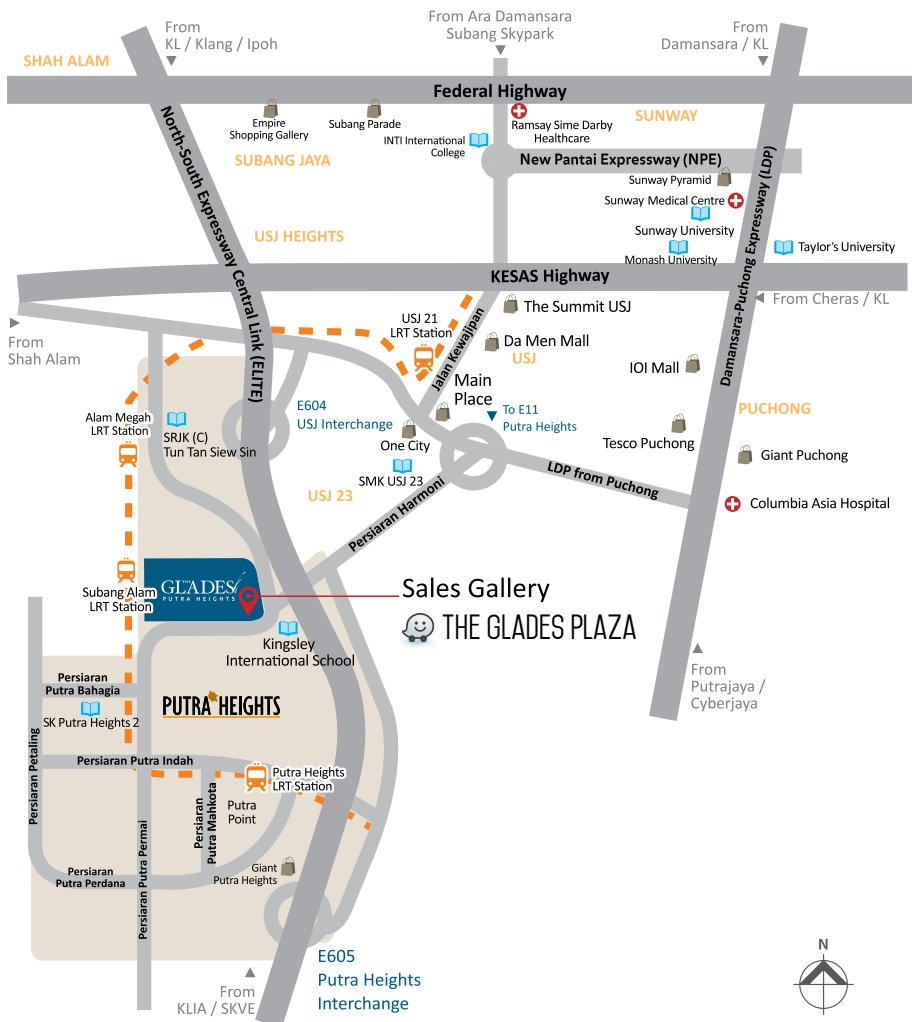 From
KL / Klang / Ipoh
From Ara Damansara
Subang Skypark
From
Damansara / KL
SHAH ALAM
Federal Highway
Empire
Shopping Gallery
Subang Parade
INTI International
College
Ramsay Sime Darby
Healthcare
SUNWAY
SUBANG JAYA
New Pantai Expressway (NPE)
North-South Expressway Central Link (ELITE)
Sunway Pyramid
Sunway Medical Centre
Sunway University
Monash University
Taylor's University
Damansara-Puchong Expressway (LDP)
USJ HEIGHTS
KESAS Highway
From Cheras / KL
From
Shah Alam
USJ 21
LRT Station
The Summit USJ
Jalan Kewajipan
Da Men Mall
USJ
IOI Mall
Main
Place
To E11
Putra Heights
PUCHONG
E604
USJ Interchange
Alam Megah
LRT Station
SRJK (C)
Tun Tan Siew Sin
One City
Tesco Puchong
Giant Puchong
SMK USJ 23
LDP from Puchong
USJ 23
Persiaran Harmoni
Columbia Asia Hospital
Subang Alam
LRT Station
THE
GLADES
PUTRA HEIGHTS
Sales Gallery
THE GLADES PLAZA
Kingsley
International School
From
Putrajaya /
Cyberjaya
Persiaran
Putra Bahagia
SK Putra Heights 2
PUTRA HEIGHTS
Persiaran Petaling
Persiaran Putra Indah
Putra Heights
LRT Station
Persiaran
Putra Mahkota
Putra
Point
Persiaran Putra Permai
Persiaran
Putra Perdana
Giant
Putra Heights
E605
Putra Heights
Interchange
From
KLIA / SKVE
N